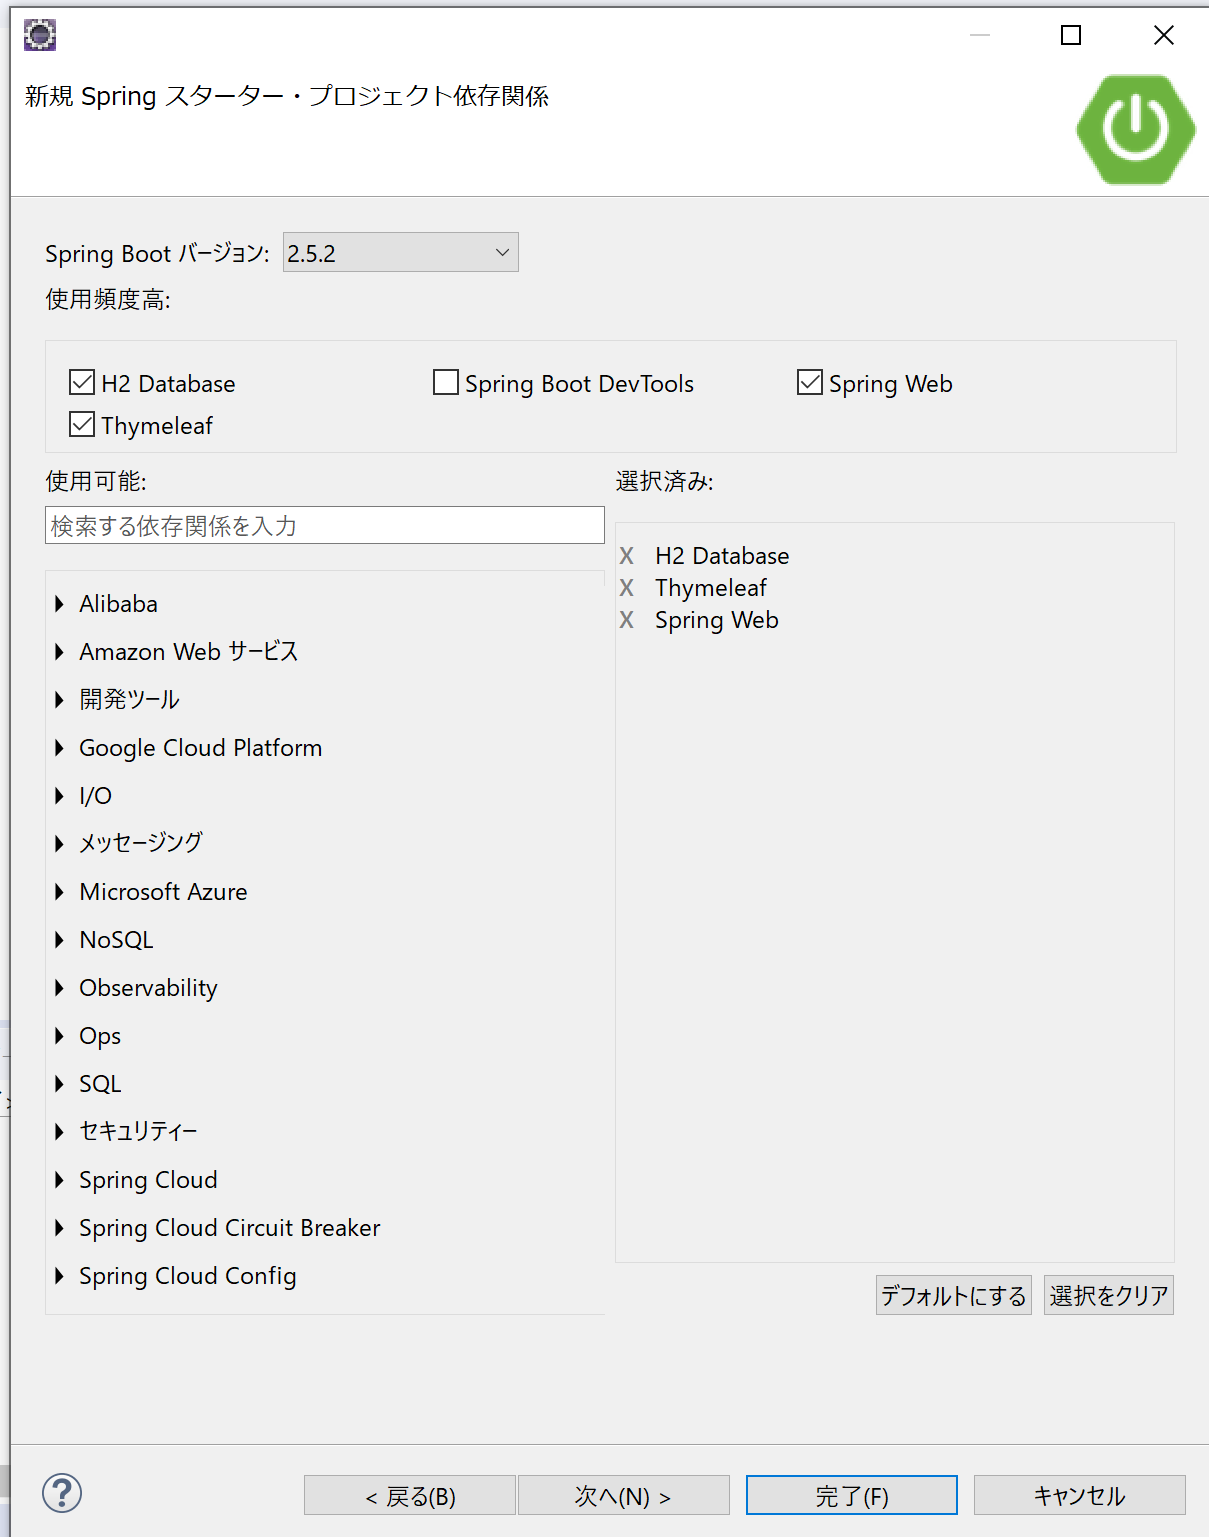 新規 Spring スターター・プロジェクト依存関係
Spring Boot バージョン: 2.5.2
使用頻度高:
H2 Database Spring Boot DevTools Spring Web
Thymeleaf
使用可能:
検索する依存関係を入力
Alibaba
Amazon Web サービス
開発ツール
Google Cloud Platform
I/O
メッセージング
Microsoft Azure
NoSQL
Observability
Ops
SQL
セキュリティー
Spring Cloud
Spring Cloud Circuit Breaker
Spring Cloud Config
選択済み:
X H2 Database
X Thymeleaf
X Spring Web
デフォルトにする 選択をクリア
? < 戻る(B) 次へ(N) > 完了(F) キャンセル